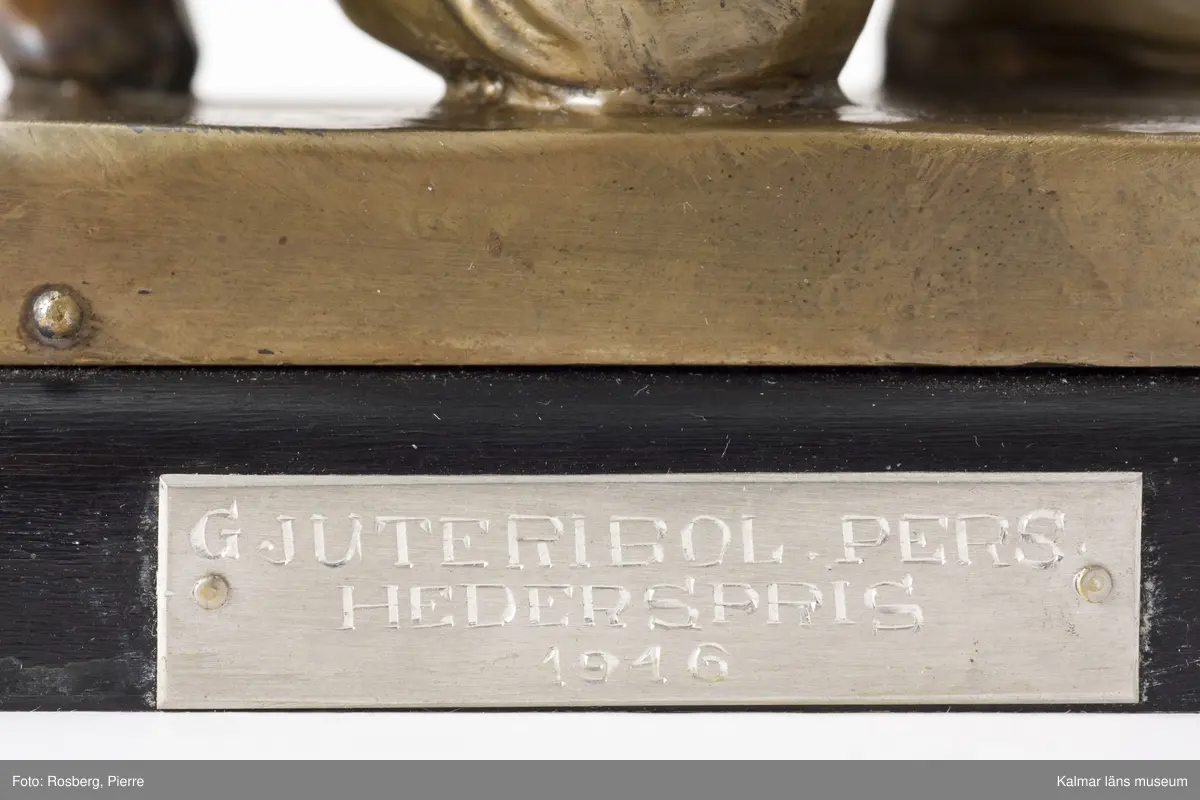 GJUTERIBOL. PERS.
HEDERSPRIS
1946
Foto: Rosberg, Pierre
Kalmar läns museum